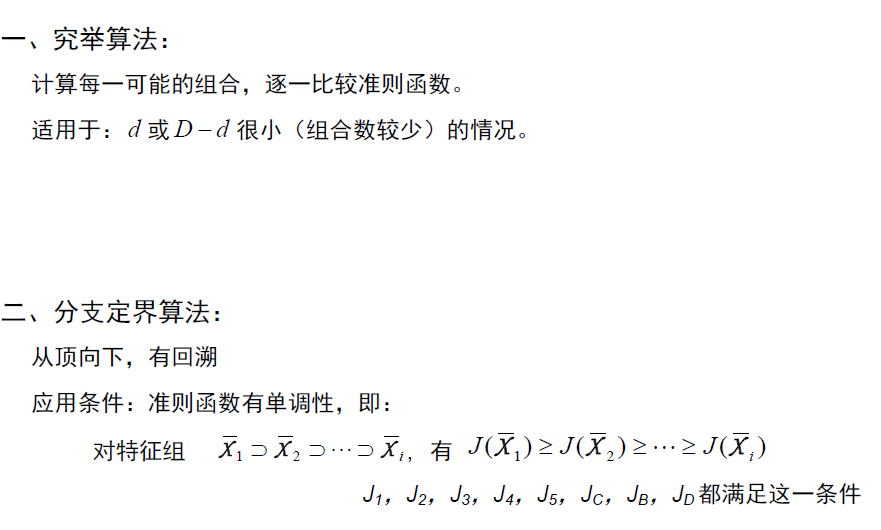 一、究举算法：
计算每一可能的组合，逐一比较准则函数。
适用于：d 或 D－d 很小（组合数较少）的情况。
二、分支定界算法：
从顶向下，有回溯
应用条件：准则函数有单调性，即：
对特征组 X̅₁ ⊃ X̅₂ ⊃ ⋯ ⊃ X̅ᵢ，有 J(X̅₁) ≥ J(X̅₂) ≥ ⋯ ≥ J(X̅ᵢ)
J₁，J₂，J₃，J₄，J₅，J_C，J_B，J_D 都满足这一条件